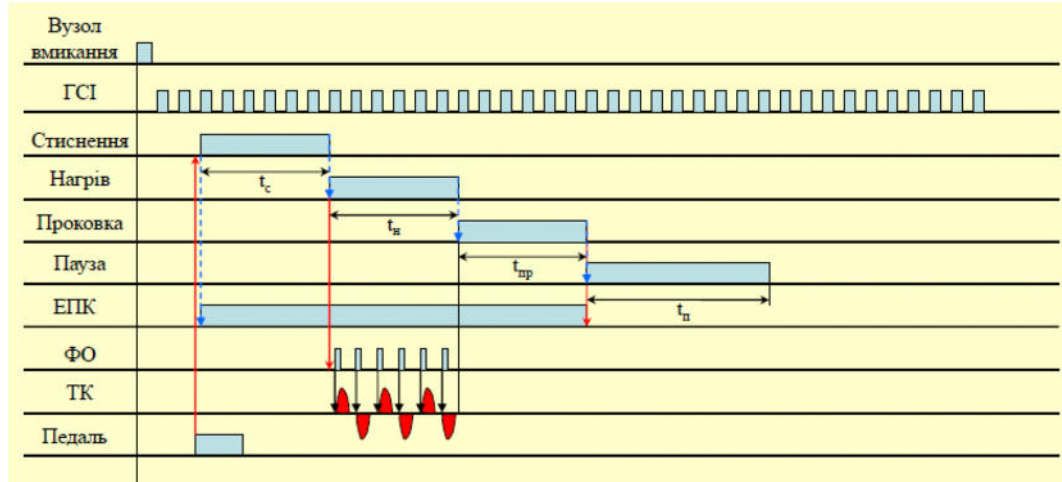 Вузол
вмикання
ГСІ
Стиснення
tс
Нагрів
tн
Проковка
tпр
Пауза
tп
ЕПК
ФО
ТК
Педаль